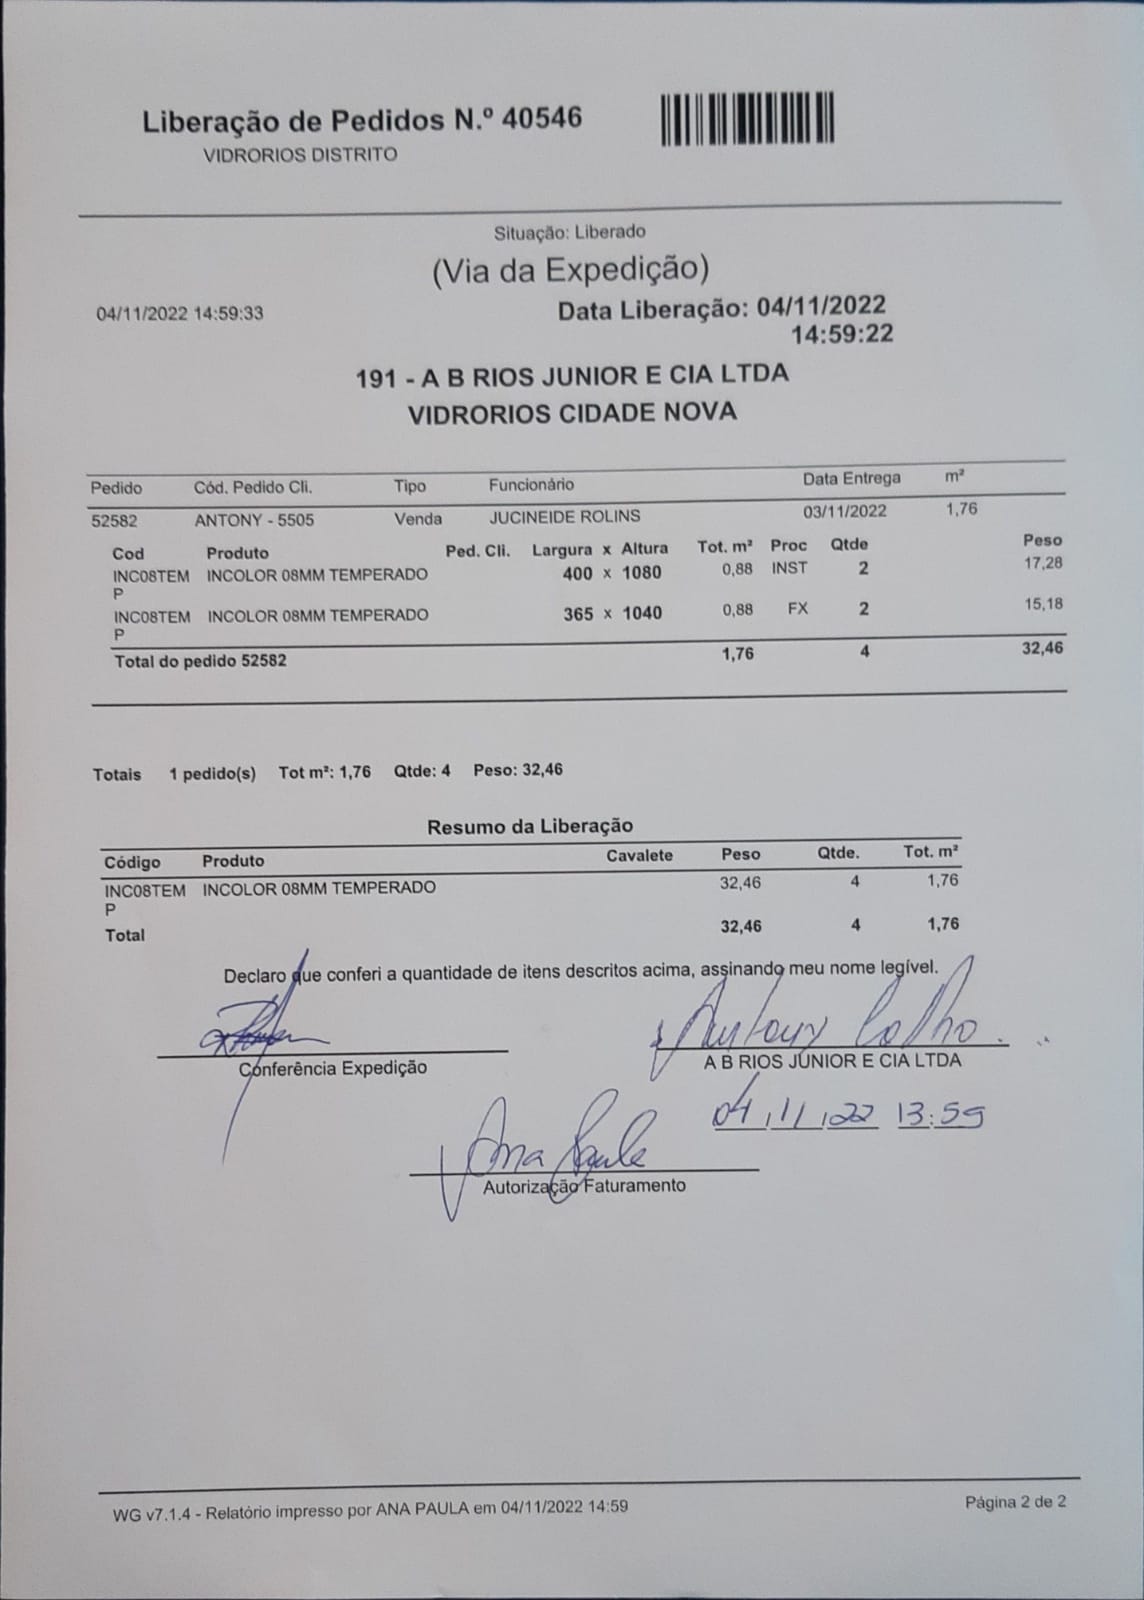 Liberação de Pedidos N.º 40546
VIDRORIOS DISTRITO
Situação: Liberado
(Via da Expedição)
04/11/2022 14:59:33
Data Liberação: 04/11/2022
14:59:22
191 - A B RIOS JUNIOR E CIA LTDA
VIDRORIOS CIDADE NOVA
Pedido Cód. Pedido Cli. Tipo Funcionário Data Entrega m²
52582 ANTONY - 5505 Venda JUCINEIDE ROLINS 03/11/2022 1,76
Cod Produto Ped. Cli. Largura x Altura Tot. m² Proc Qtde Peso
INC08TEM INCOLOR 08MM TEMPERADO 400 x 1080 0,88 INST 2 17,28
P
INC08TEM INCOLOR 08MM TEMPERADO 365 x 1040 0,88 FX 2 15,18
P
Total do pedido 52582 1,76 4 32,46
Totais 1 pedido(s) Tot m²: 1,76 Qtde: 4 Peso: 32,46
Resumo da Liberação
Código Produto Cavalete Peso Qtde. Tot. m²
INC08TEM INCOLOR 08MM TEMPERADO 32,46 4 1,76
P
Total 32,46 4 1,76
Declaro que conferi a quantidade de itens descritos acima, assinando meu nome legível.
Antony Colho
Conferência Expedição A B RIOS JÚNIOR E CIA LTDA
04/11/22 13:59
Ana Paula
Autorização Faturamento
WG v7.1.4 - Relatório impresso por ANA PAULA em 04/11/2022 14:59
Página 2 de 2